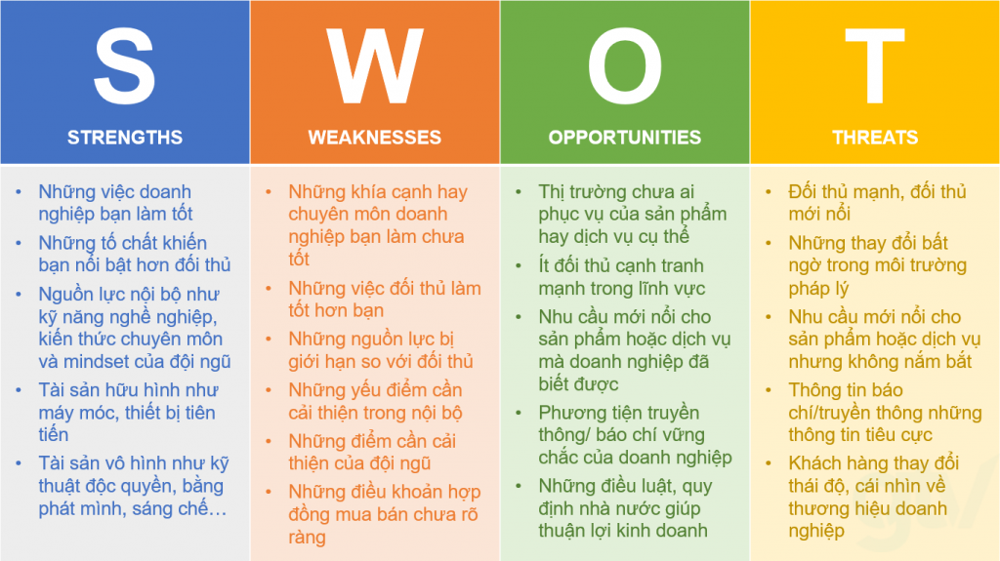 S
STRENGTHS
• Những việc doanh
nghiệp bạn làm tốt
• Những tố chất khiến
bạn nổi bật hơn đối thủ
• Nguồn lực nội bộ như
kỹ năng nghề nghiệp,
kiến thức chuyên môn
và mindset của đội ngũ
• Tài sản hữu hình như
máy móc, thiết bị tiên
tiến
• Tài sản vô hình như kỹ
thuật độc quyền, bằng
phát minh, sáng chế…
W
WEAKNESSES
• Những khía cạnh hay
chuyên môn doanh
nghiệp bạn làm chưa
tốt
• Những việc đối thủ làm
tốt hơn bạn
• Những nguồn lực bị
giới hạn so với đối thủ
• Những yếu điểm cần
cải thiện trong nội bộ
• Những điểm cần cải
thiện của đội ngũ
• Những điều khoản hợp
đồng mua bán chưa rõ
ràng
O
OPPORTUNITIES
• Thị trường chưa ai
phục vụ của sản phẩm
hay dịch vụ cụ thể
• Ít đối thủ cạnh tranh
mạnh trong lĩnh vực
• Nhu cầu mới nổi cho
sản phẩm hoặc dịch vụ
mà doanh nghiệp đã
biết được
• Phương tiện truyền
thông/ báo chí vững
chắc của doanh nghiệp
• Những điều luật, quy
định nhà nước giúp
thuận lợi kinh doanh
T
THREATS
• Đối thủ mạnh, đối thủ
mới nổi
• Những thay đổi bất
ngờ trong môi trường
pháp lý
• Nhu cầu mới nổi cho
sản phẩm hoặc dịch vụ
nhưng không nắm bắt
• Thông tin báo
chí/truyền thông những
thông tin tiêu cực
• Khách hàng thay đổi
thái độ, cái nhìn về
thương hiệu doanh
nghiệp